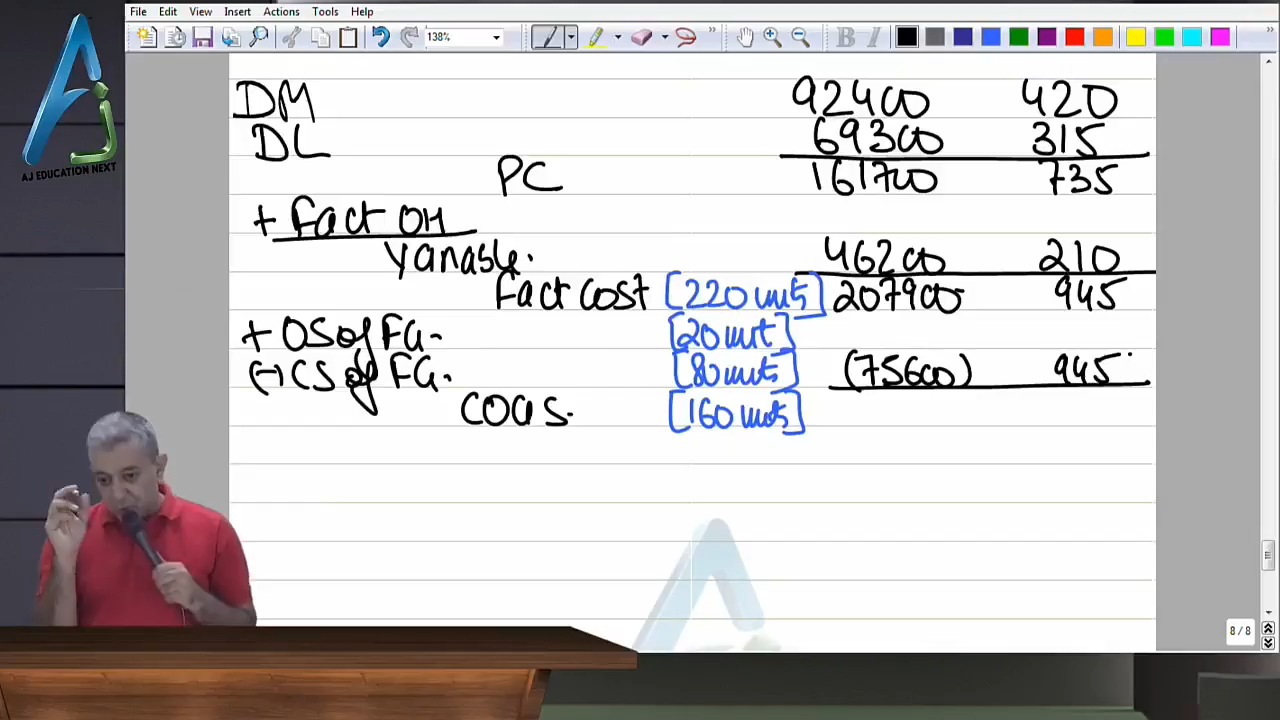 File Edit View Insert Actions Tools Help
138%
AJ EDUCATION NEXT
DM 92400 420
DL 69300 315
PC 161700 735
+ Fact OH
Variable. 46200 210
Fact cost [220 units] 207900 945
+ OS of FG. [20 unit]
(-) CS of FG. [80 units] (75600) 945
COGS. [160 units]
8/8